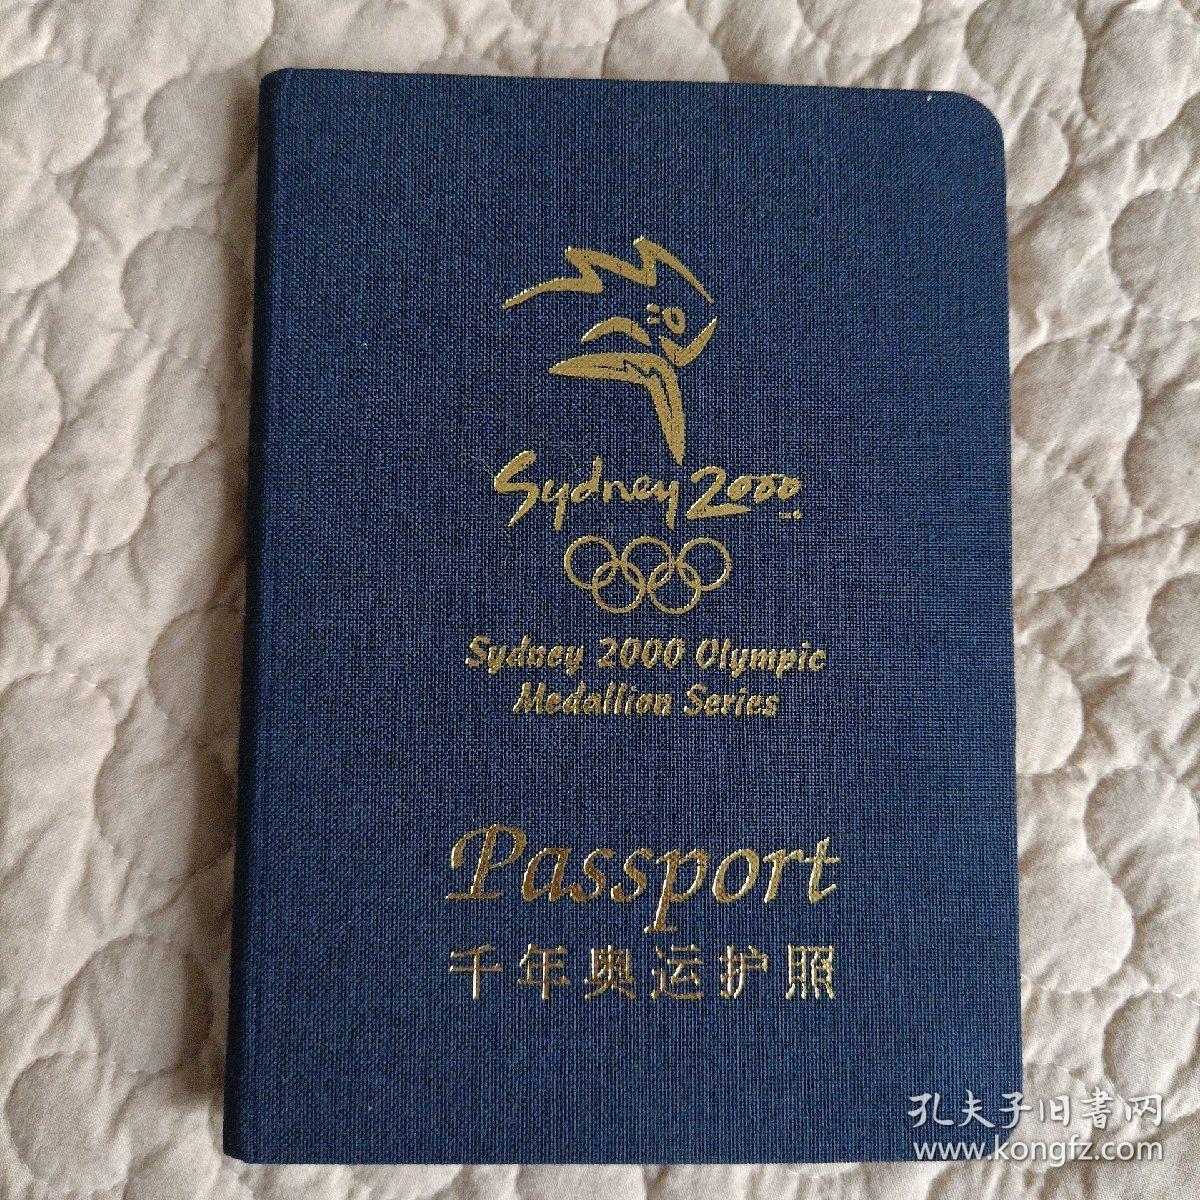 Sydney 2000
Sydney 2000 Olympic
Medallion Series
Passport
千年奥运护照
孔夫子旧書网
www.kongfz.com